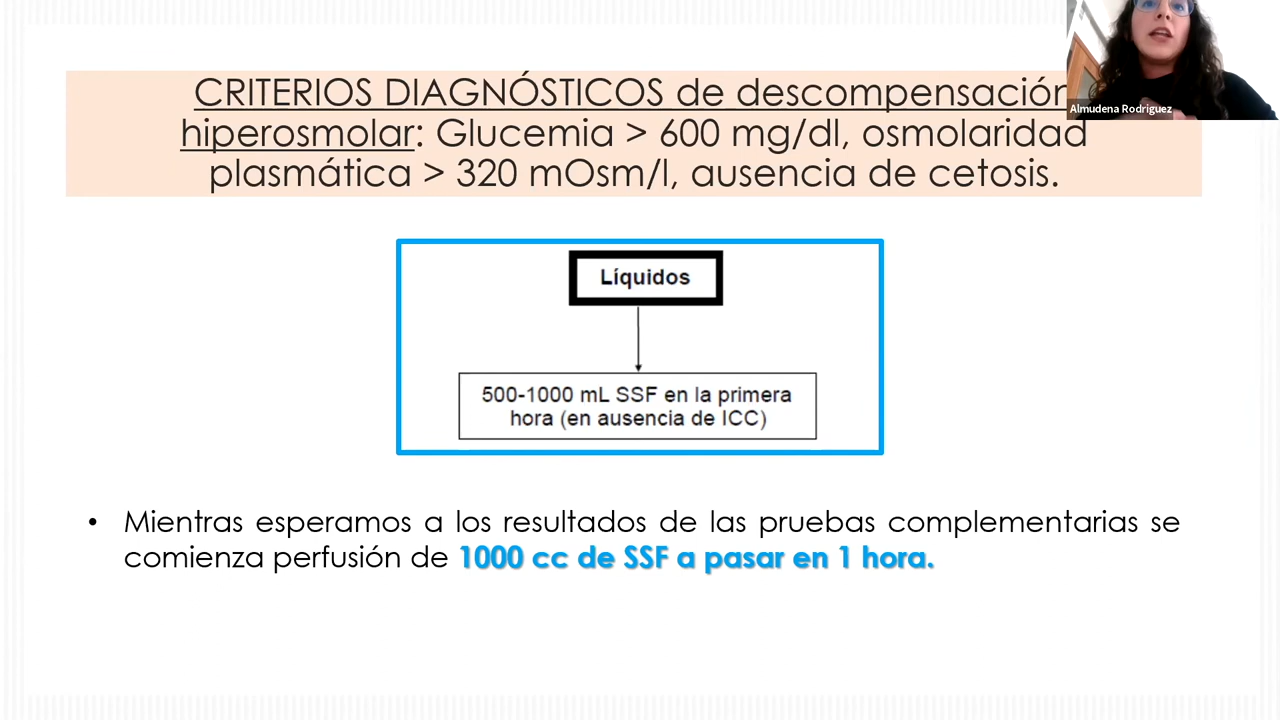 CRITERIOS DIAGNÓSTICOS de descompensación
hiperosmolar: Glucemia > 600 mg/dl, osmolaridad
plasmática > 320 mOsm/l, ausencia de cetosis.
Almudena Rodriguez
Líquidos
500-1000 mL SSF en la primera
hora (en ausencia de ICC)
• Mientras esperamos a los resultados de las pruebas complementarias se
comienza perfusión de 1000 cc de SSF a pasar en 1 hora.